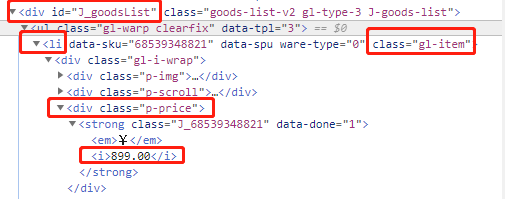 ▼<div id="J_goodsList" class="goods-list-v2 gl-type-3 J-goods-list">
▼<ul class="gl-warp clearfix" data-tpl="3"> == $0
▼<li data-sku="68539348821" data-spu ware-type="0" class="gl-item">
▼<div class="gl-i-wrap">
▶<div class="p-img">…</div>
▶<div class="p-scroll">…</div>
▼<div class="p-price">
▼<strong class="J_68539348821" data-done="1">
<em>¥</em>
<i>899.00</i>
</strong>
</div>